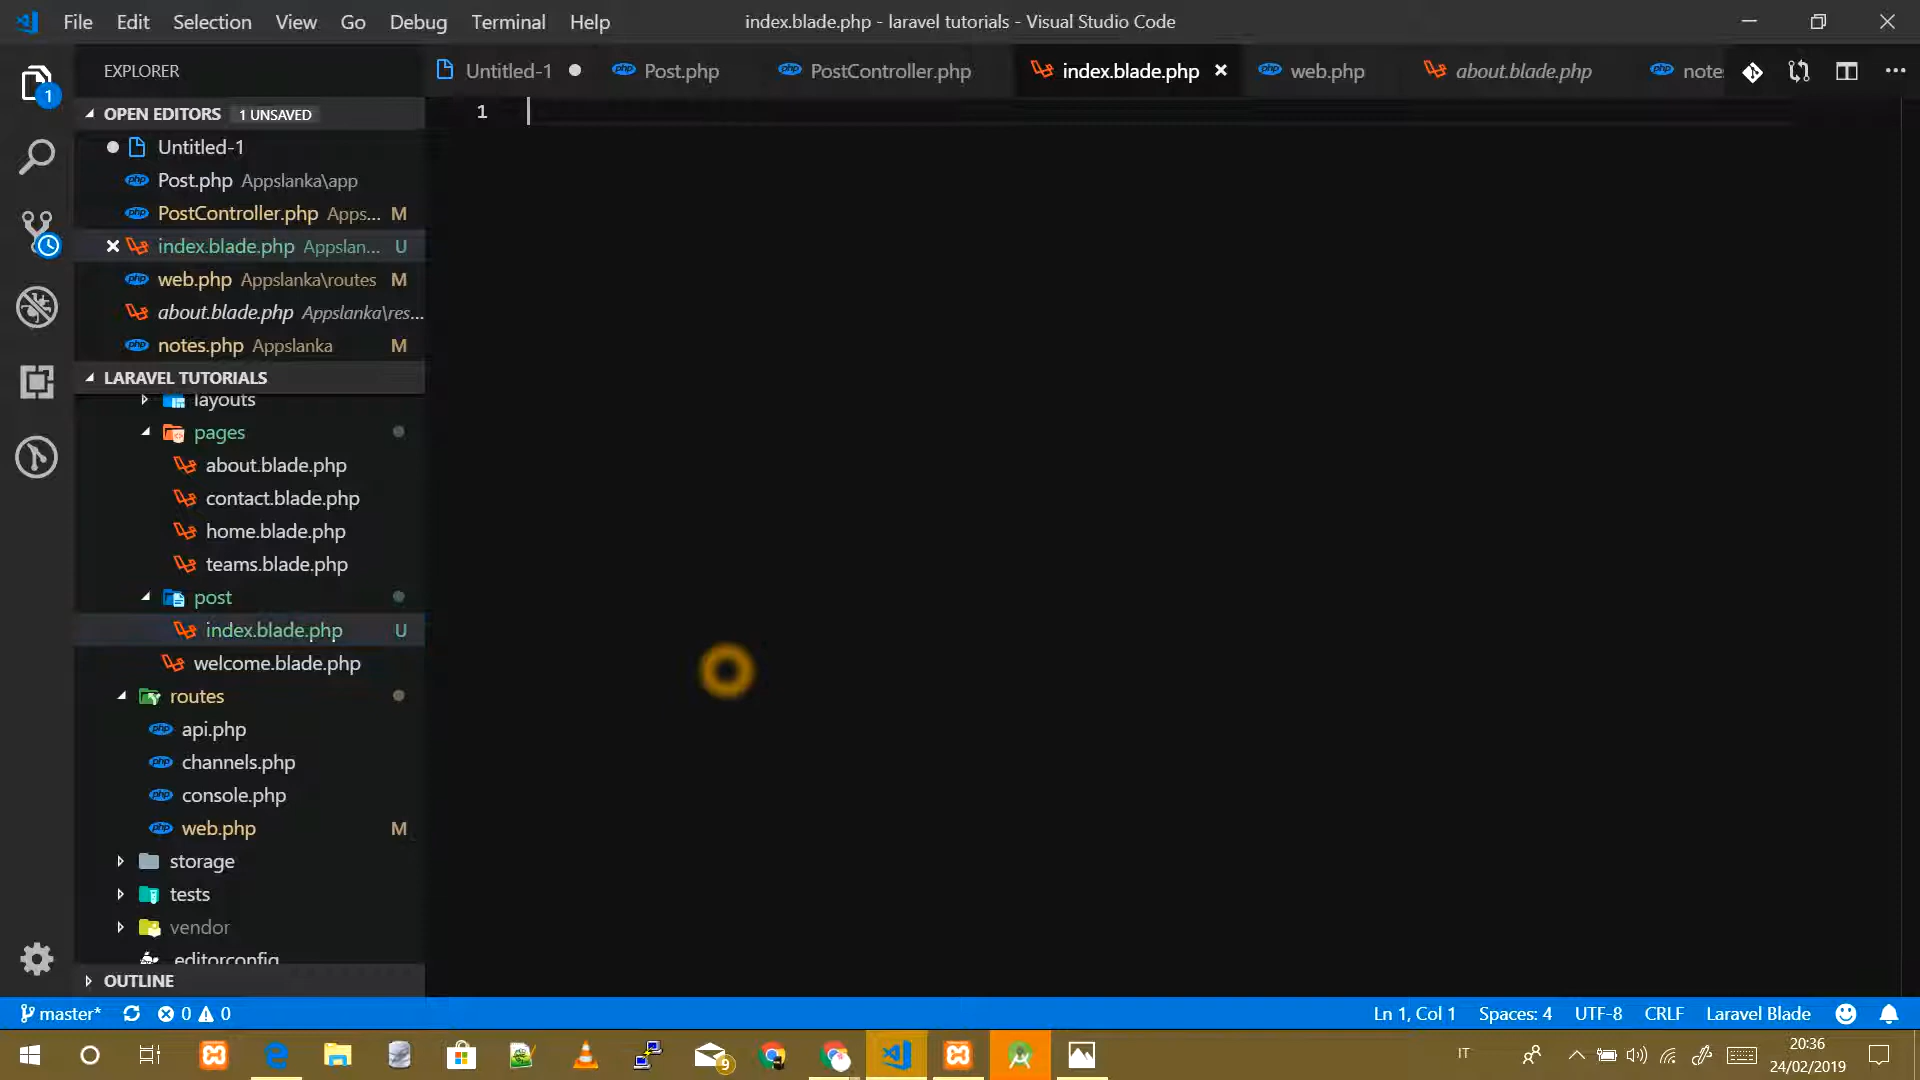 File Edit Selection View Go Debug Terminal Help
index.blade.php - laravel tutorials - Visual Studio Code
EXPLORER
Untitled-1
Post.php
PostController.php
index.blade.php
web.php
about.blade.php
notes
OPEN EDITORS 1 UNSAVED
Untitled-1
Post.php Appslanka\app
PostController.php Apps... M
index.blade.php Appslan... U
web.php Appslanka\routes M
about.blade.php Appslanka\res...
notes.php Appslanka M
LARAVEL TUTORIALS
layouts
pages
about.blade.php
contact.blade.php
home.blade.php
teams.blade.php
post
index.blade.php U
welcome.blade.php
routes
api.php
channels.php
console.php
web.php M
storage
tests
vendor
.editorconfig
OUTLINE
1
1
master* 0 0
Ln 1, Col 1 Spaces: 4 UTF-8 CRLF Laravel Blade
9
IT
20:36
24/02/2019